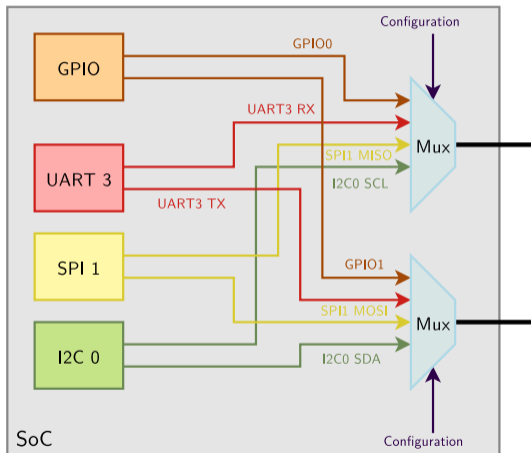 Configuration
GPIO0
GPIO
UART3 RX
Mux
SPI1 MISO
UART 3
I2C0 SCL
UART3 TX
GPIO1
SPI 1
SPI1 MOSI
Mux
I2C 0
I2C0 SDA
Configuration
SoC